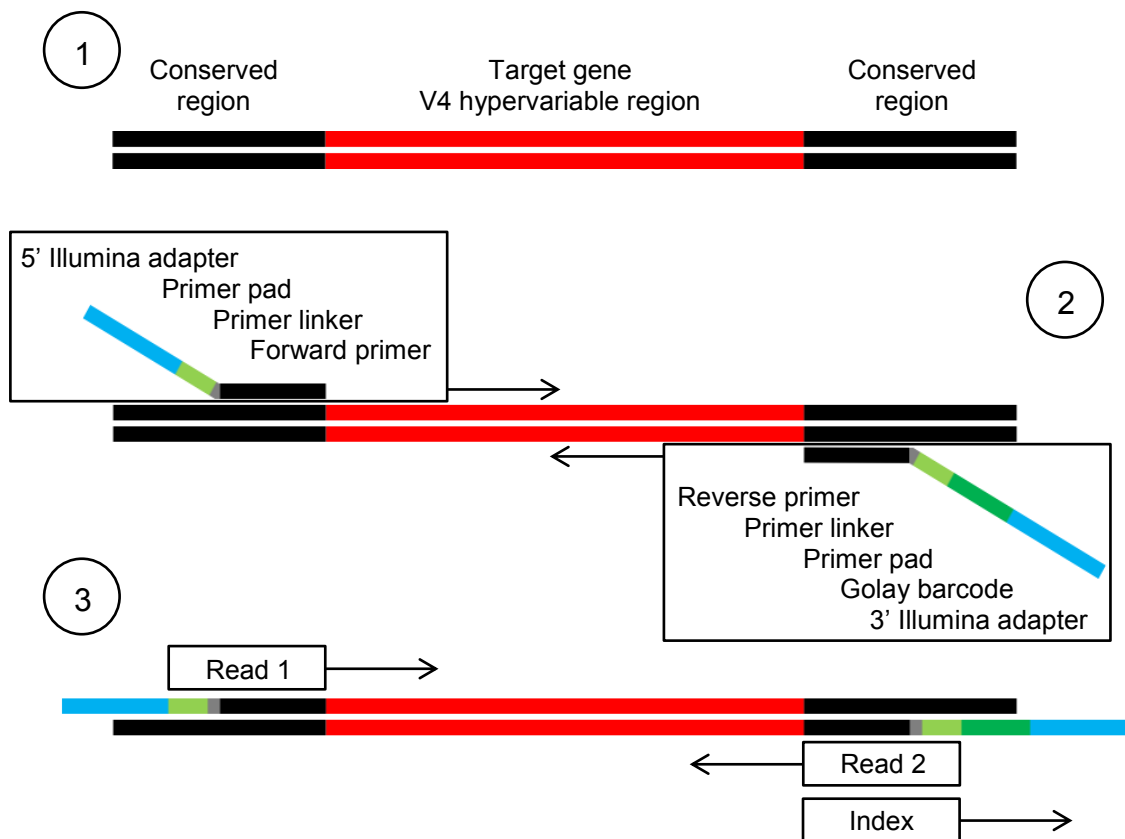 1
Conserved
region
Target gene
V4 hypervariable region
Conserved
region
5’ Illumina adapter
Primer pad
Primer linker
Forward primer
2
Reverse primer
Primer linker
Primer pad
Golay barcode
3’ Illumina adapter
3
Read 1
Read 2
Index